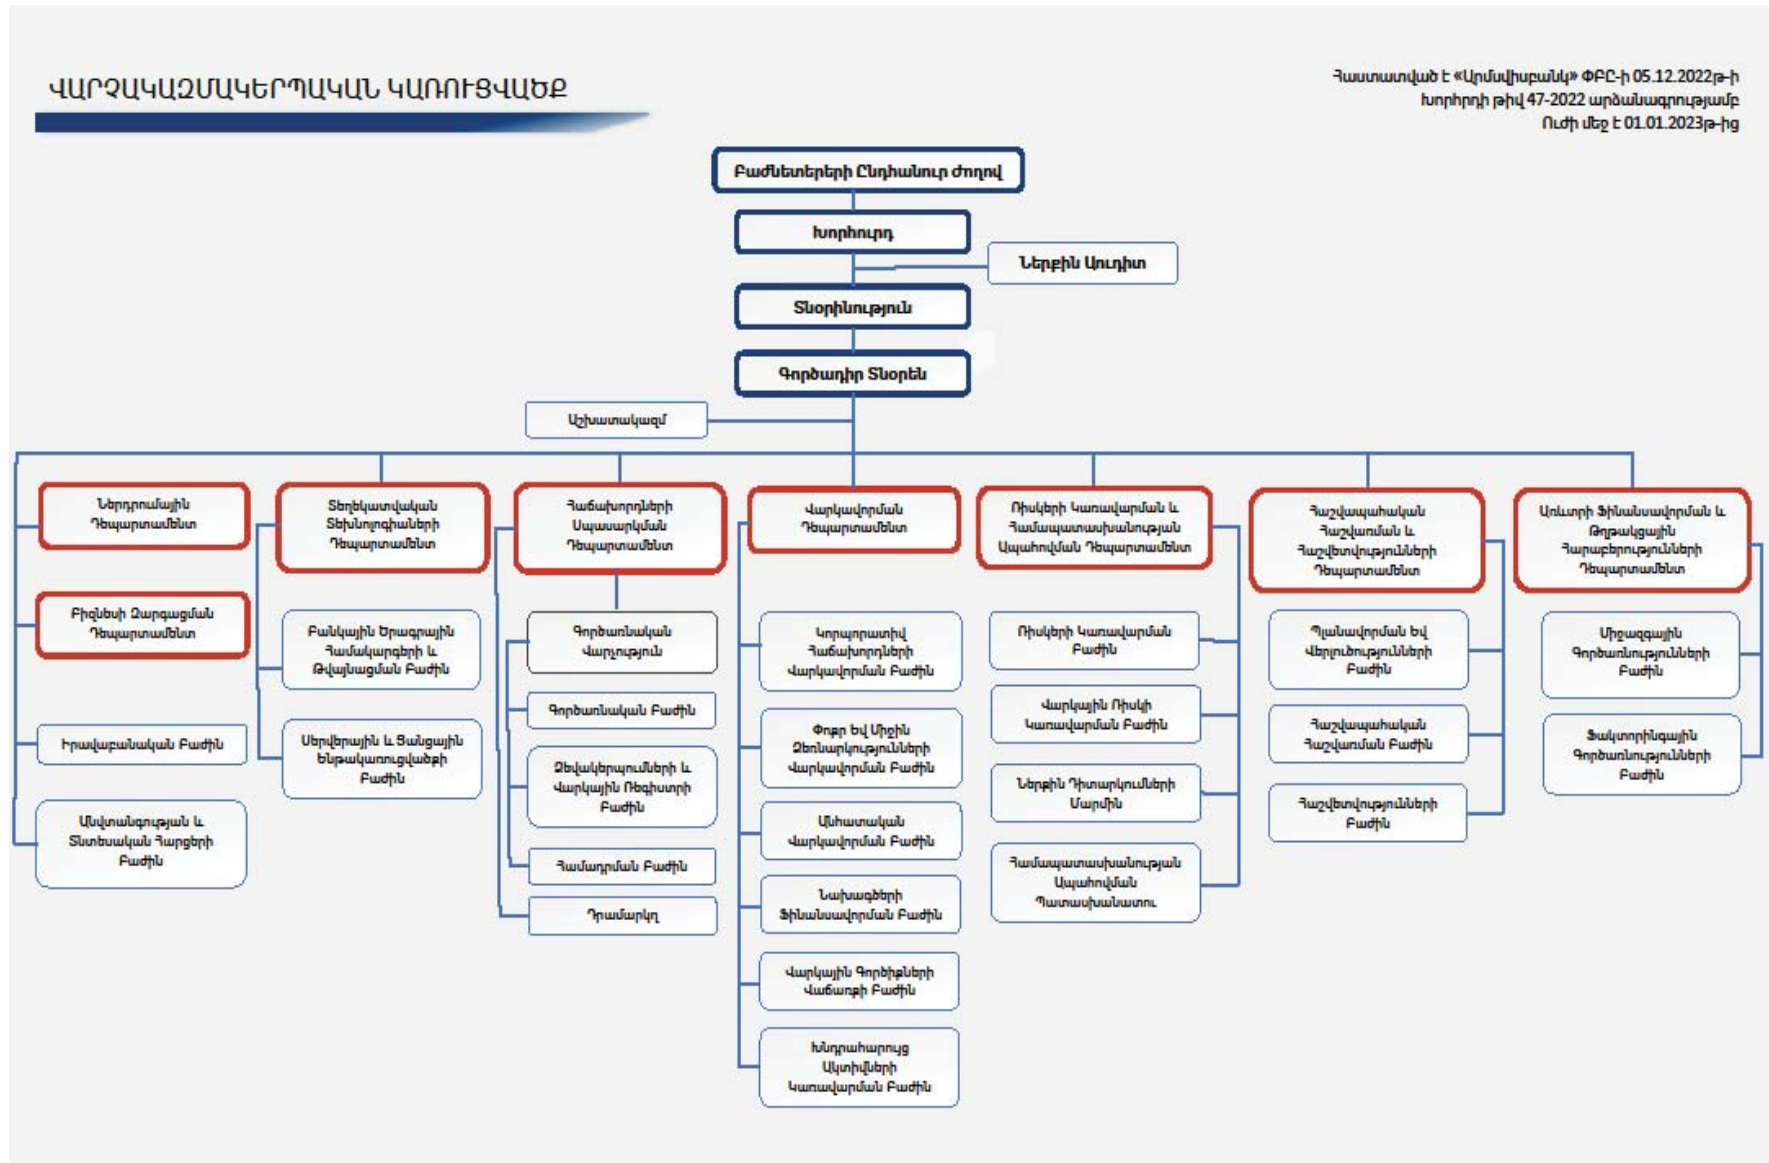 ՎԱՐՉԱԿԱԶՄԱԿԵՐՊԱԿԱՆ ԿԱՌՈՒՑՎԱԾՔ
Հաստատված է «Արմսվիսբանկ» ՓԲԸ-ի 05.12.2022թ-ի
Խորհրդի թիվ 47-2022 արձանագրությամբ
Ուժի մեջ է 01.01.2023թ-ից
Բաժնետերերի Ընդհանուր Ժողով
Խորհուրդ
Ներքին Աուդիտ
Տնօրինություն
Գործադիր Տնօրեն
Աշխատակազմ
Ներդրումային
Դեպարտամենտ
Բիզնեսի Զարգացման
Դեպարտամենտ
Իրավաբանական Բաժին
Անվտանգության և
Տնտեսական Հարցերի
Բաժին
Տեղեկատվական
Տեխնոլոգիաների
Դեպարտամենտ
Բանկային Ծրագրային
Համակարգերի և
Թվայնացման Բաժին
Սերվերային և Ցանցային
Ենթակառուցվածքի
Բաժին
Հաճախորդների
Սպասարկման
Դեպարտամենտ
Գործառնական
Վարչություն
Գործառնական Բաժին
Ձևակերպումների և
Վարկային Ռեգիստրի
Բաժին
Համադրման Բաժին
Դրամարկղ
Վարկավորման
Դեպարտամենտ
Կորպորատիվ
Հաճախորդների
Վարկավորման Բաժին
Փոքր Եվ Միջին
Ձեռնարկությունների
Վարկավորման Բաժին
Անհատական
Վարկավորման Բաժին
Նախագծերի
Ֆինանսավորման Բաժին
Վարկային Գործիքների
Վաճառքի Բաժին
Խնդրահարույց
Ակտիվների
Կառավարման Բաժին
Ռիսկերի Կառավարման և
Համապատասխանության
Ապահովման Դեպարտամենտ
Ռիսկերի Կառավարման
Բաժին
Վարկային Ռիսկի
Կառավարման Բաժին
Ներքին Դիտարկումների
Մարմին
Համապատասխանության
Ապահովման
Պատասխանատու
Հաշվապահական
Հաշվառման և
Հաշվետվությունների
Դեպարտամենտ
Պլանավորման Եվ
Վերլուծությունների
Բաժին
Հաշվապահական
Հաշվառման Բաժին
Հաշվետվությունների
Բաժին
Առևտրի Ֆինանսավորման և
Թղթակցային
Հարաբերությունների
Դեպարտամենտ
Միջազգային
Գործառնությունների
Բաժին
Ֆակտորինգային
Գործառնությունների
Բաժին